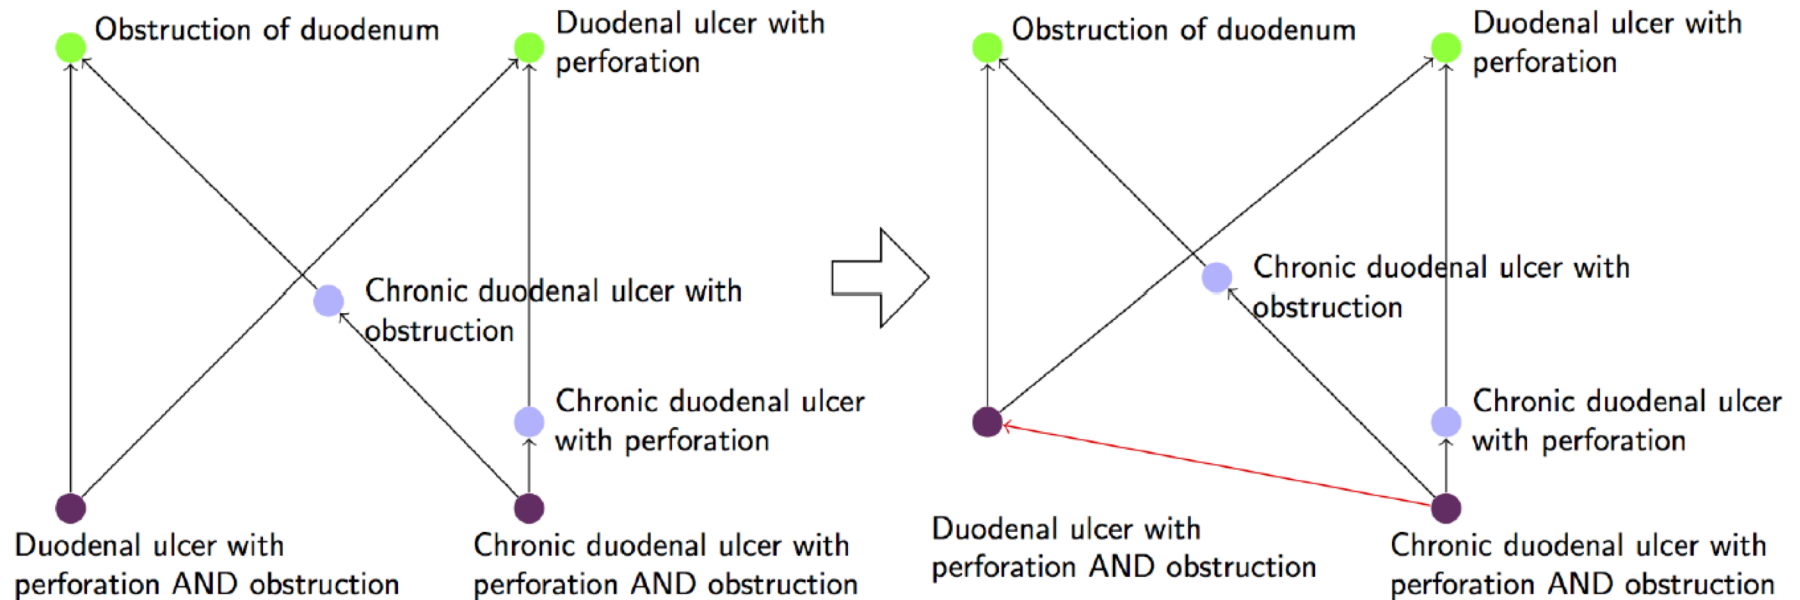 Obstruction of duodenum
Duodenal ulcer with
perforation
Chronic duodenal ulcer with
obstruction
Chronic duodenal ulcer
with perforation
Duodenal ulcer with
perforation AND obstruction
Chronic duodenal ulcer with
perforation AND obstruction
Obstruction of duodenum
Duodenal ulcer with
perforation
Chronic duodenal ulcer with
obstruction
Chronic duodenal ulcer
with perforation
Duodenal ulcer with
perforation AND obstruction
Chronic duodenal ulcer with
perforation AND obstruction